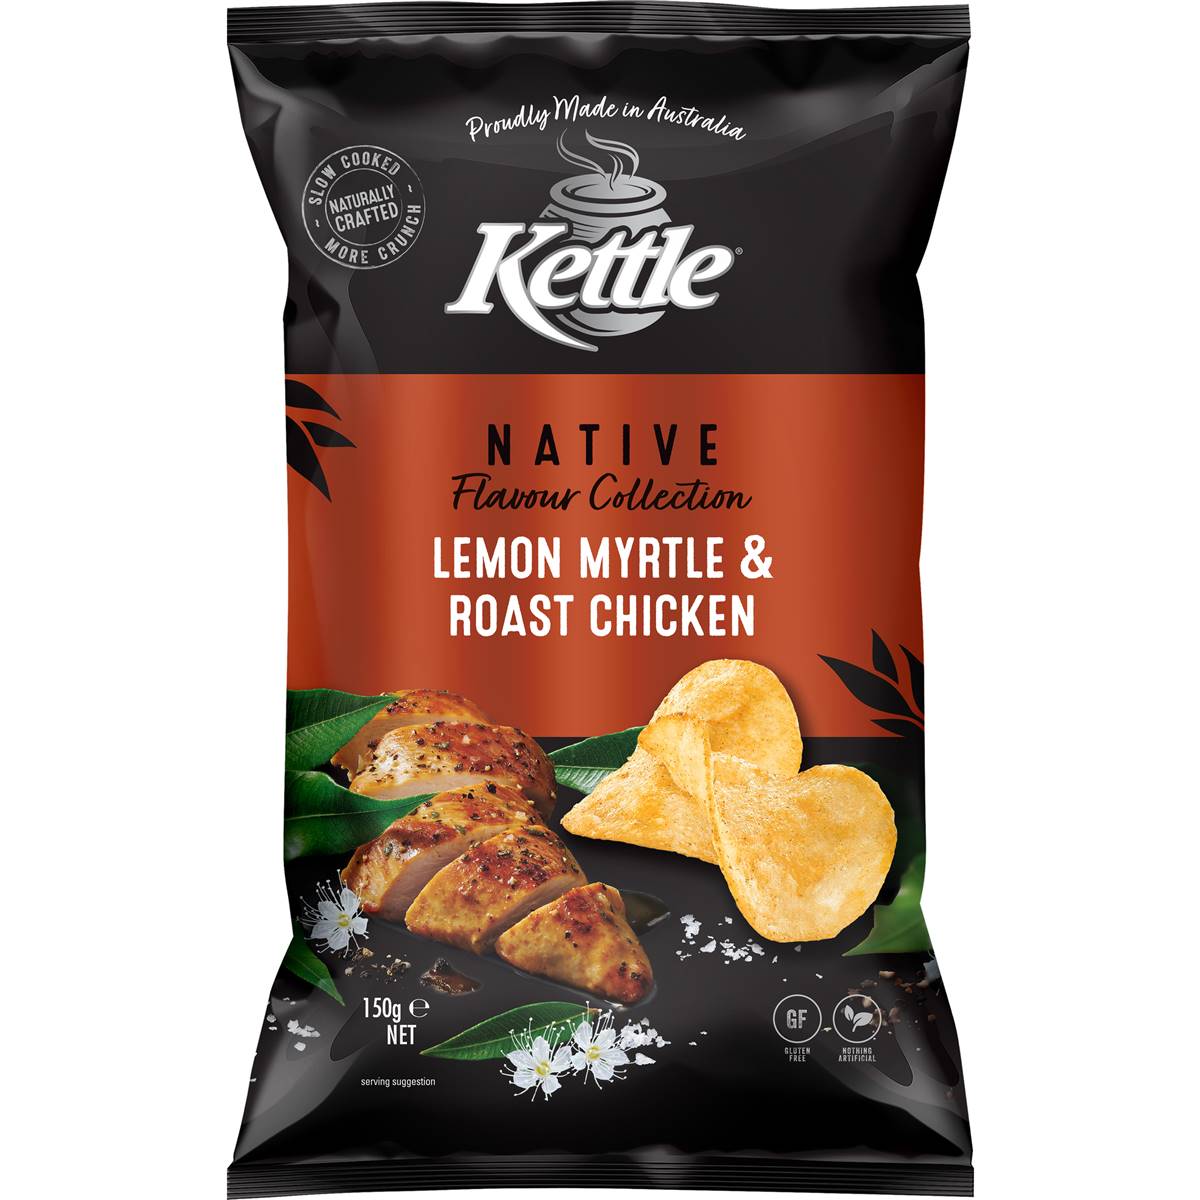 Proudly Made in Australia
SLOW COOKED
NATURALLY
CRAFTED
MORE CRUNCH
Kettle®
NATIVE
Flavour Collection
LEMON MYRTLE &
ROAST CHICKEN
150g ℮
NET
serving suggestion
GF
GLUTEN
FREE
NOTHING
ARTIFICIAL